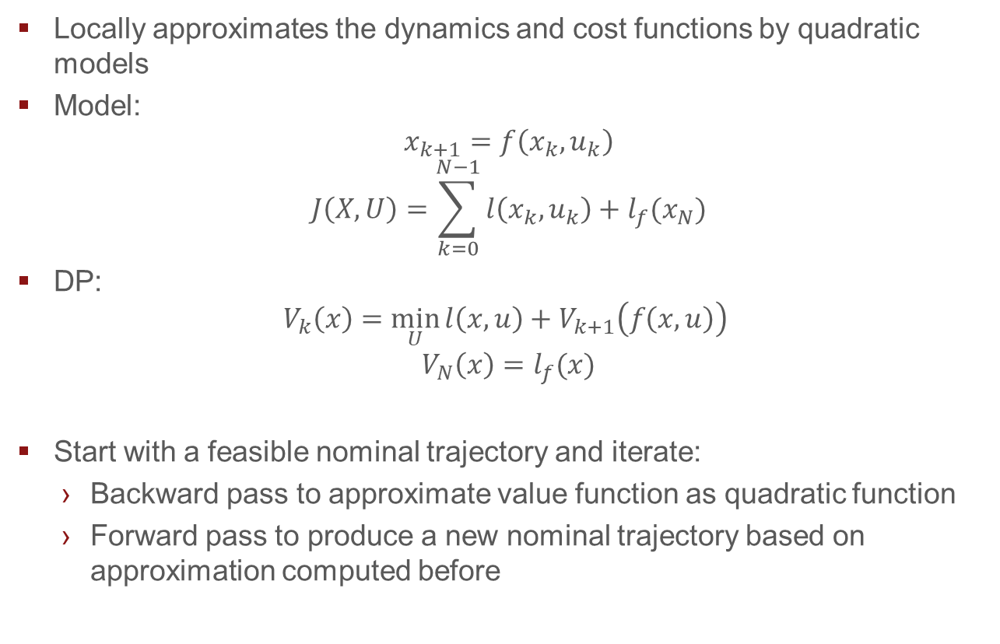 ▪ Locally approximates the dynamics and cost functions by quadratic
models
▪ Model:
x_{k+1} = f(x_k, u_k)
J(X, U) = \sum_{k=0}^{N-1} l(x_k, u_k) + l_f(x_N)
▪ DP:
V_k(x) = \min_U l(x, u) + V_{k+1}(f(x, u))
V_N(x) = l_f(x)
▪ Start with a feasible nominal trajectory and iterate:
› Backward pass to approximate value function as quadratic function
› Forward pass to produce a new nominal trajectory based on
approximation computed before